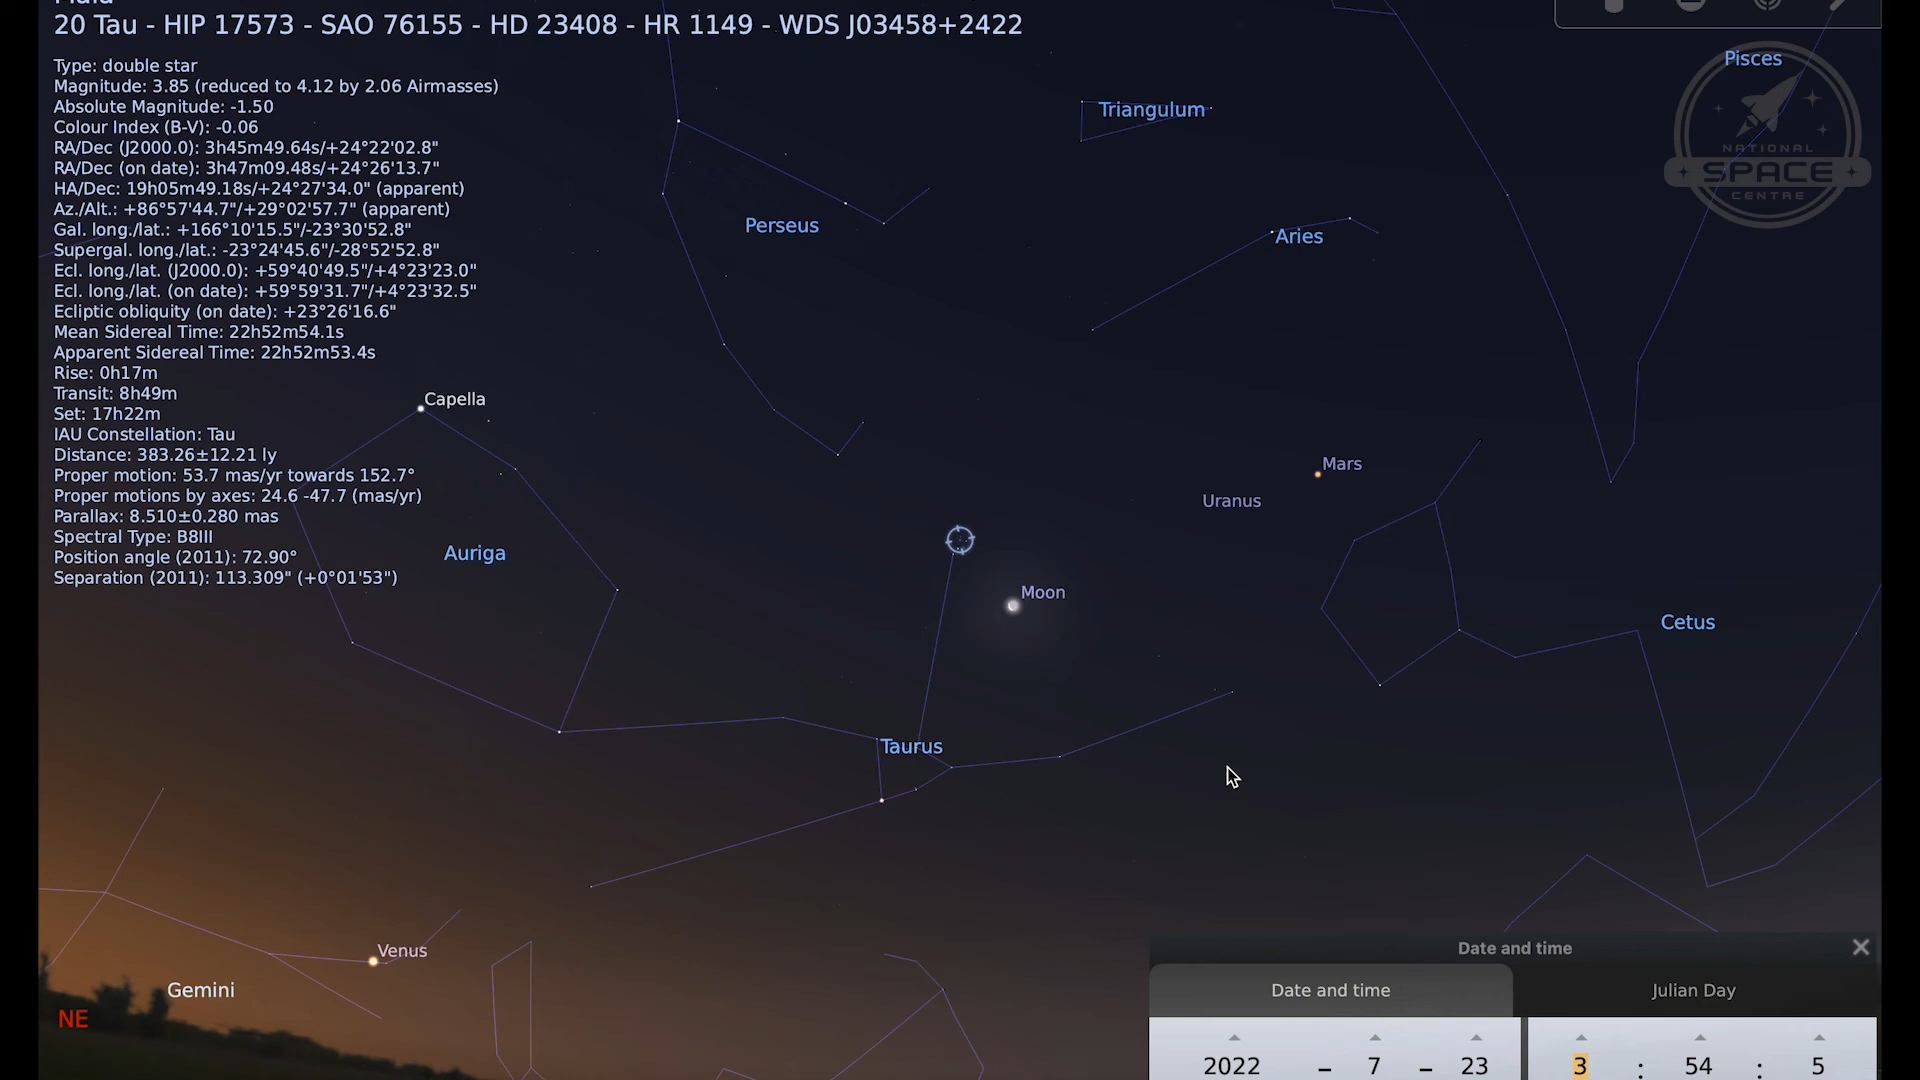 20 Tau - HIP 17573 - SAO 76155 - HD 23408 - HR 1149 - WDS J03458+2422
Type: double star
Magnitude: 3.85 (reduced to 4.12 by 2.06 Airmasses)
Absolute Magnitude: -1.50
Colour Index (B-V): -0.06
RA/Dec (J2000.0): 3h45m49.64s/+24°22'02.8"
RA/Dec (on date): 3h47m09.48s/+24°26'13.7"
HA/Dec: 19h05m49.18s/+24°27'34.0" (apparent)
Az./Alt.: +86°57'44.7"/+29°02'57.7" (apparent)
Gal. long./lat.: +166°10'15.5"/-23°30'52.8"
Supergal. long./lat.: -23°24'45.6"/-28°52'52.8"
Ecl. long./lat. (J2000.0): +59°40'49.5"/+4°23'23.0"
Ecl. long./lat. (on date): +59°59'31.7"/+4°23'32.5"
Ecliptic obliquity (on date): +23°26'16.6"
Mean Sidereal Time: 22h52m54.1s
Apparent Sidereal Time: 22h52m53.4s
Rise: 0h17m
Transit: 8h49m
Set: 17h22m
IAU Constellation: Tau
Distance: 383.26±12.21 ly
Proper motion: 53.7 mas/yr towards 152.7°
Proper motions by axes: 24.6 -47.7 (mas/yr)
Parallax: 8.510±0.280 mas
Spectral Type: B8III
Position angle (2011): 72.90°
Separation (2011): 113.309" (+0°01'53")
Pisces
Triangulum
NATIONAL
SPACE
CENTRE
Perseus
Aries
Capella
Mars
Uranus
Auriga
Moon
Cetus
Taurus
Venus
Gemini
NE
Date and time
Date and time
Julian Day
2022 – 7 – 23
3 : 54 : 5